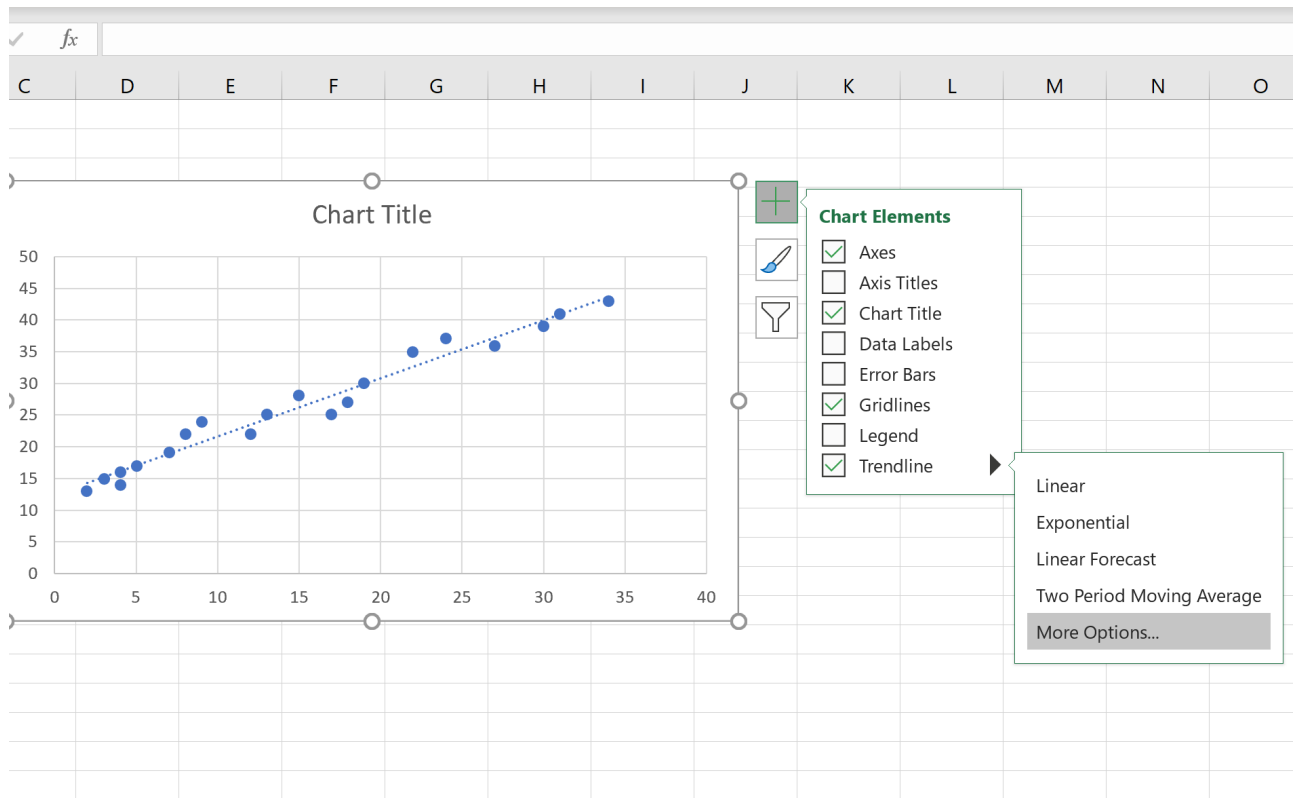 fx
C D E F G H I J K L M N O
Chart Title
50
45
40
35
30
25
20
15
10
5
0
0 5 10 15 20 25 30 35 40
Chart Elements
Axes
Axis Titles
Chart Title
Data Labels
Error Bars
Gridlines
Legend
Trendline
Linear
Exponential
Linear Forecast
Two Period Moving Average
More Options...